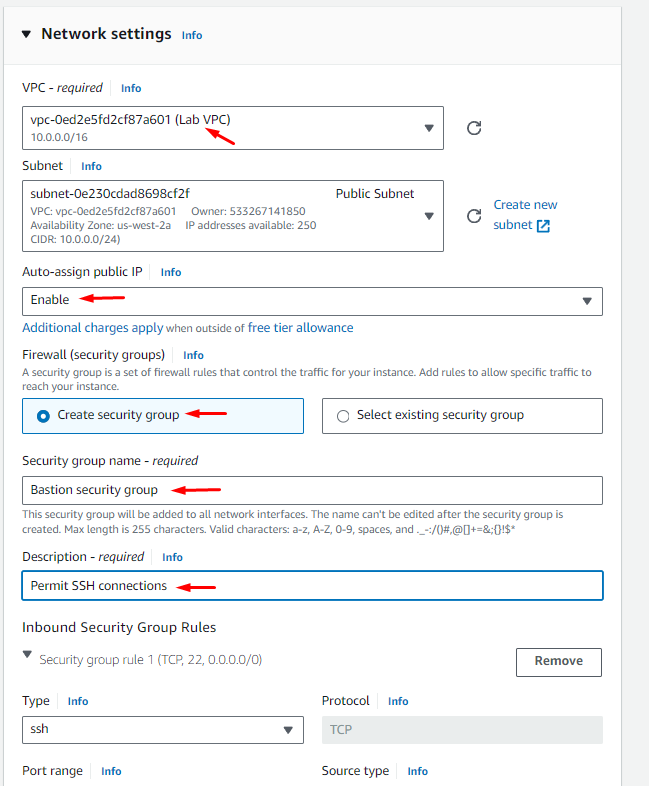 Network settings Info
VPC - required Info
vpc-0ed2e5fd2cf87a601 (Lab VPC)
10.0.0.0/16
Subnet Info
subnet-0e230cdad8698cf2f Public Subnet
VPC: vpc-0ed2e5fd2cf87a601 Owner: 533267141850
Availability Zone: us-west-2a IP addresses available: 250
CIDR: 10.0.0.0/24)
Create new
subnet
Auto-assign public IP Info
Enable
Additional charges apply when outside of free tier allowance
Firewall (security groups) Info
A security group is a set of firewall rules that control the traffic for your instance. Add rules to allow specific traffic to
reach your instance.
Create security group Select existing security group
Security group name - required
Bastion security group
This security group will be added to all network interfaces. The name can't be edited after the security group is
created. Max length is 255 characters. Valid characters: a-z, A-Z, 0-9, spaces, and ._-:/()#,@[]+=&;{}!$*
Description - required Info
Permit SSH connections
Inbound Security Group Rules
Security group rule 1 (TCP, 22, 0.0.0.0/0)
Remove
Type Info Protocol Info
ssh TCP
Port range Info Source type Info